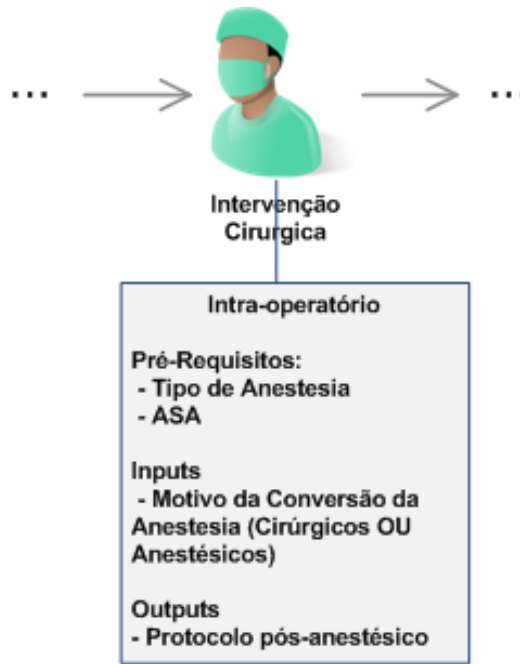 ... ...
Intervenção
Cirurgica
Intra-operatório
Pré-Requisitos:
- Tipo de Anestesia
- ASA
Inputs
- Motivo da Conversão da
Anestesia (Cirúrgicos OU
Anestésicos)
Outputs
- Protocolo pós-anestésico